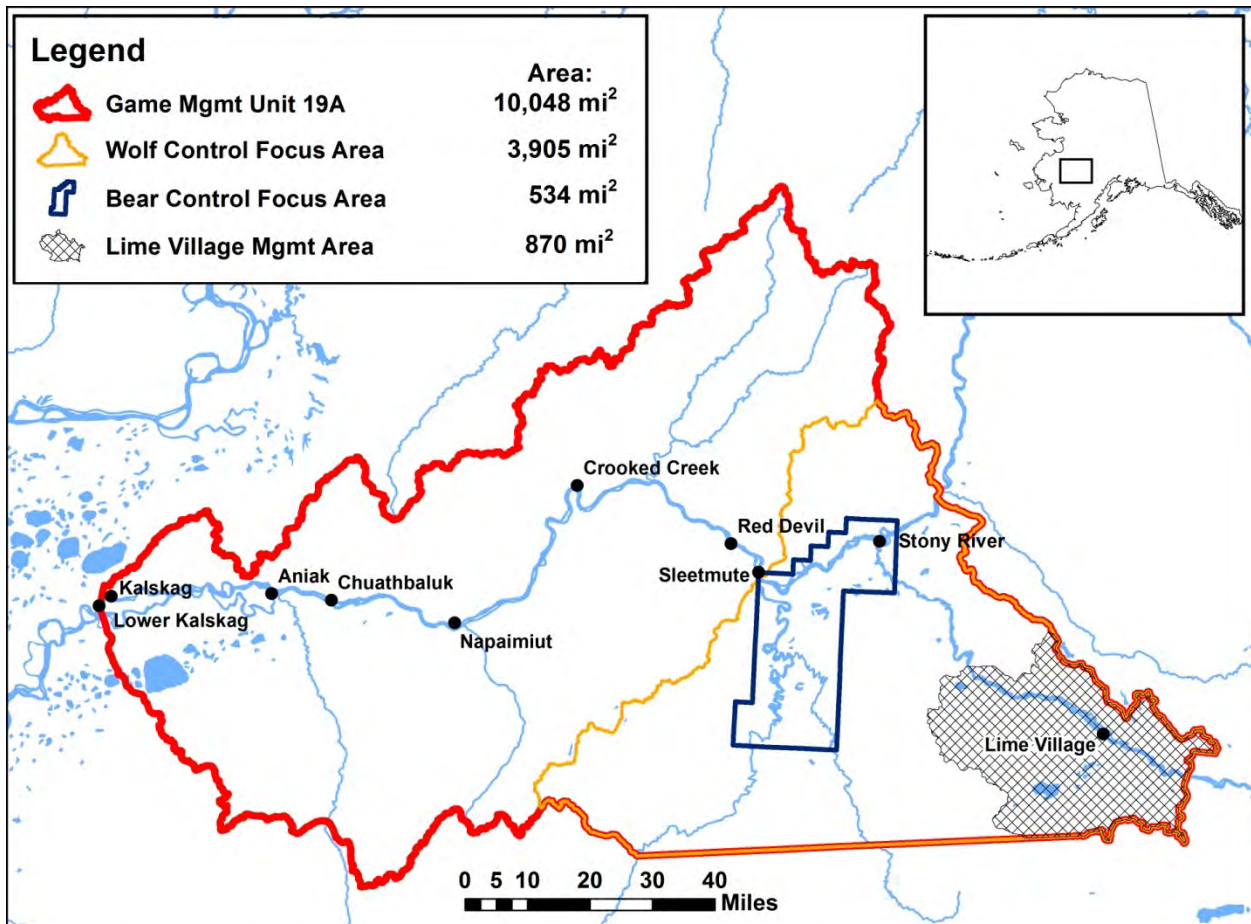 Legend
Area:
Game Mgmt Unit 19A 10,048 mi²
Wolf Control Focus Area 3,905 mi²
Bear Control Focus Area 534 mi²
Lime Village Mgmt Area 870 mi²
Crooked Creek
Red Devil
Stony River
Sleetmute
Kalskag
Aniak
Chuathbaluk
Lower Kalskag
Napaimiut
Lime Village
0 5 10 20 30 40
Miles